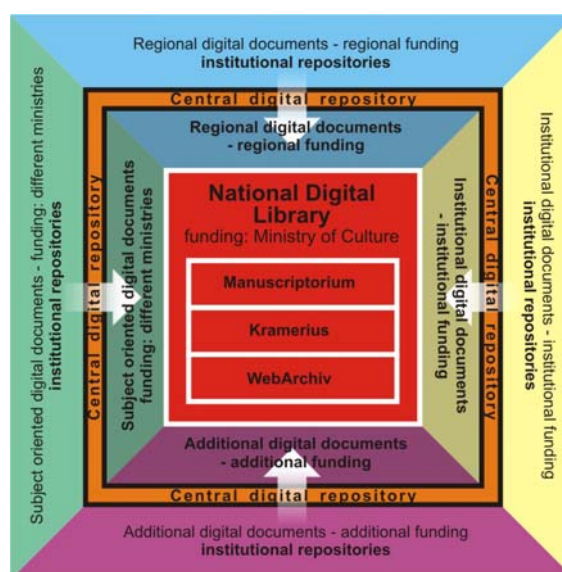 Regional digital documents - regional funding
institutional repositories
Central digital repository
Regional digital documents
- regional funding
Subject oriented digital documents - funding: different ministries
institutional repositories
Central digital repository
Subject oriented digital documents
funding: different ministries
National Digital
Library
funding: Ministry of Culture
Manuscriptorium
Kramerius
WebArchiv
Institutional digital documents
- institutional funding
Central digital repository
Institutional digital documents - institutional funding
institutional repositories
Additional digital documents
- additional funding
Central digital repository
Additional digital documents - additional funding
institutional repositories